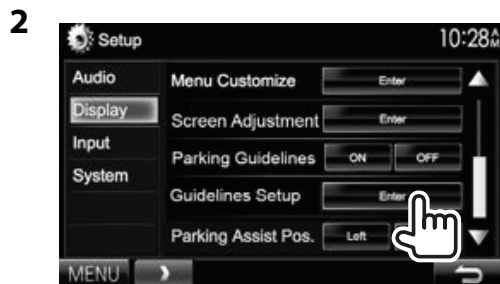 2
Setup 10:28AM
Audio
Display
Input
System
Menu Customize Enter
Screen Adjustment Enter
Parking Guidelines ON OFF
Guidelines Setup Enter
Parking Assist Pos. Left
MENU